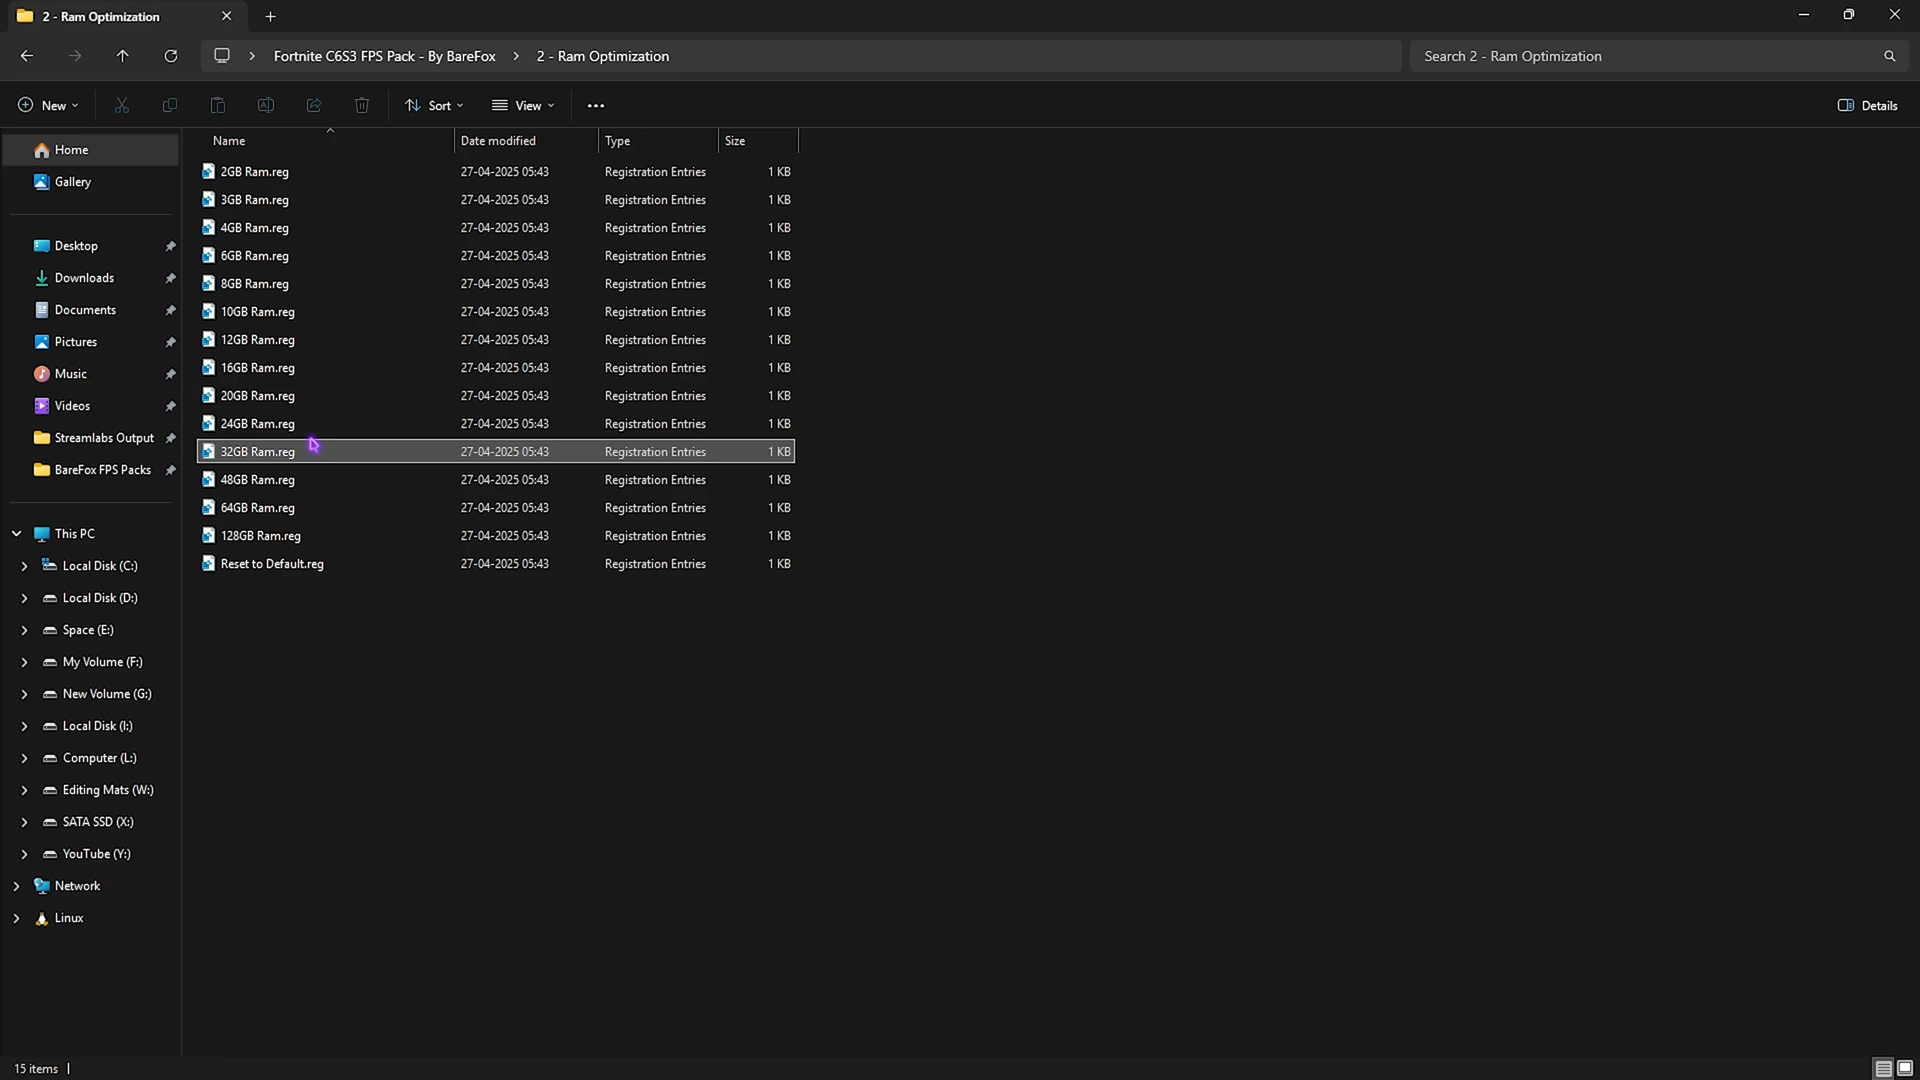 2 - Ram Optimization
Fortnite C6S3 FPS Pack - By BareFox > 2 - Ram Optimization
Search 2 - Ram Optimization
New
Sort
View
Details
Name Date modified Type Size
2GB Ram.reg 27-04-2025 05:43 Registration Entries 1 KB
3GB Ram.reg 27-04-2025 05:43 Registration Entries 1 KB
4GB Ram.reg 27-04-2025 05:43 Registration Entries 1 KB
6GB Ram.reg 27-04-2025 05:43 Registration Entries 1 KB
8GB Ram.reg 27-04-2025 05:43 Registration Entries 1 KB
10GB Ram.reg 27-04-2025 05:43 Registration Entries 1 KB
12GB Ram.reg 27-04-2025 05:43 Registration Entries 1 KB
16GB Ram.reg 27-04-2025 05:43 Registration Entries 1 KB
20GB Ram.reg 27-04-2025 05:43 Registration Entries 1 KB
24GB Ram.reg 27-04-2025 05:43 Registration Entries 1 KB
32GB Ram.reg 27-04-2025 05:43 Registration Entries 1 KB
48GB Ram.reg 27-04-2025 05:43 Registration Entries 1 KB
64GB Ram.reg 27-04-2025 05:43 Registration Entries 1 KB
128GB Ram.reg 27-04-2025 05:43 Registration Entries 1 KB
Reset to Default.reg 27-04-2025 05:43 Registration Entries 1 KB
Home
Gallery
Desktop
Downloads
Documents
Pictures
Music
Videos
Streamlabs Output
BareFox FPS Packs
This PC
Local Disk (C:)
Local Disk (D:)
Space (E:)
My Volume (F:)
New Volume (G:)
Local Disk (I:)
Computer (L:)
Editing Mats (W:)
SATA SSD (X:)
YouTube (Y:)
Network
Linux
15 items